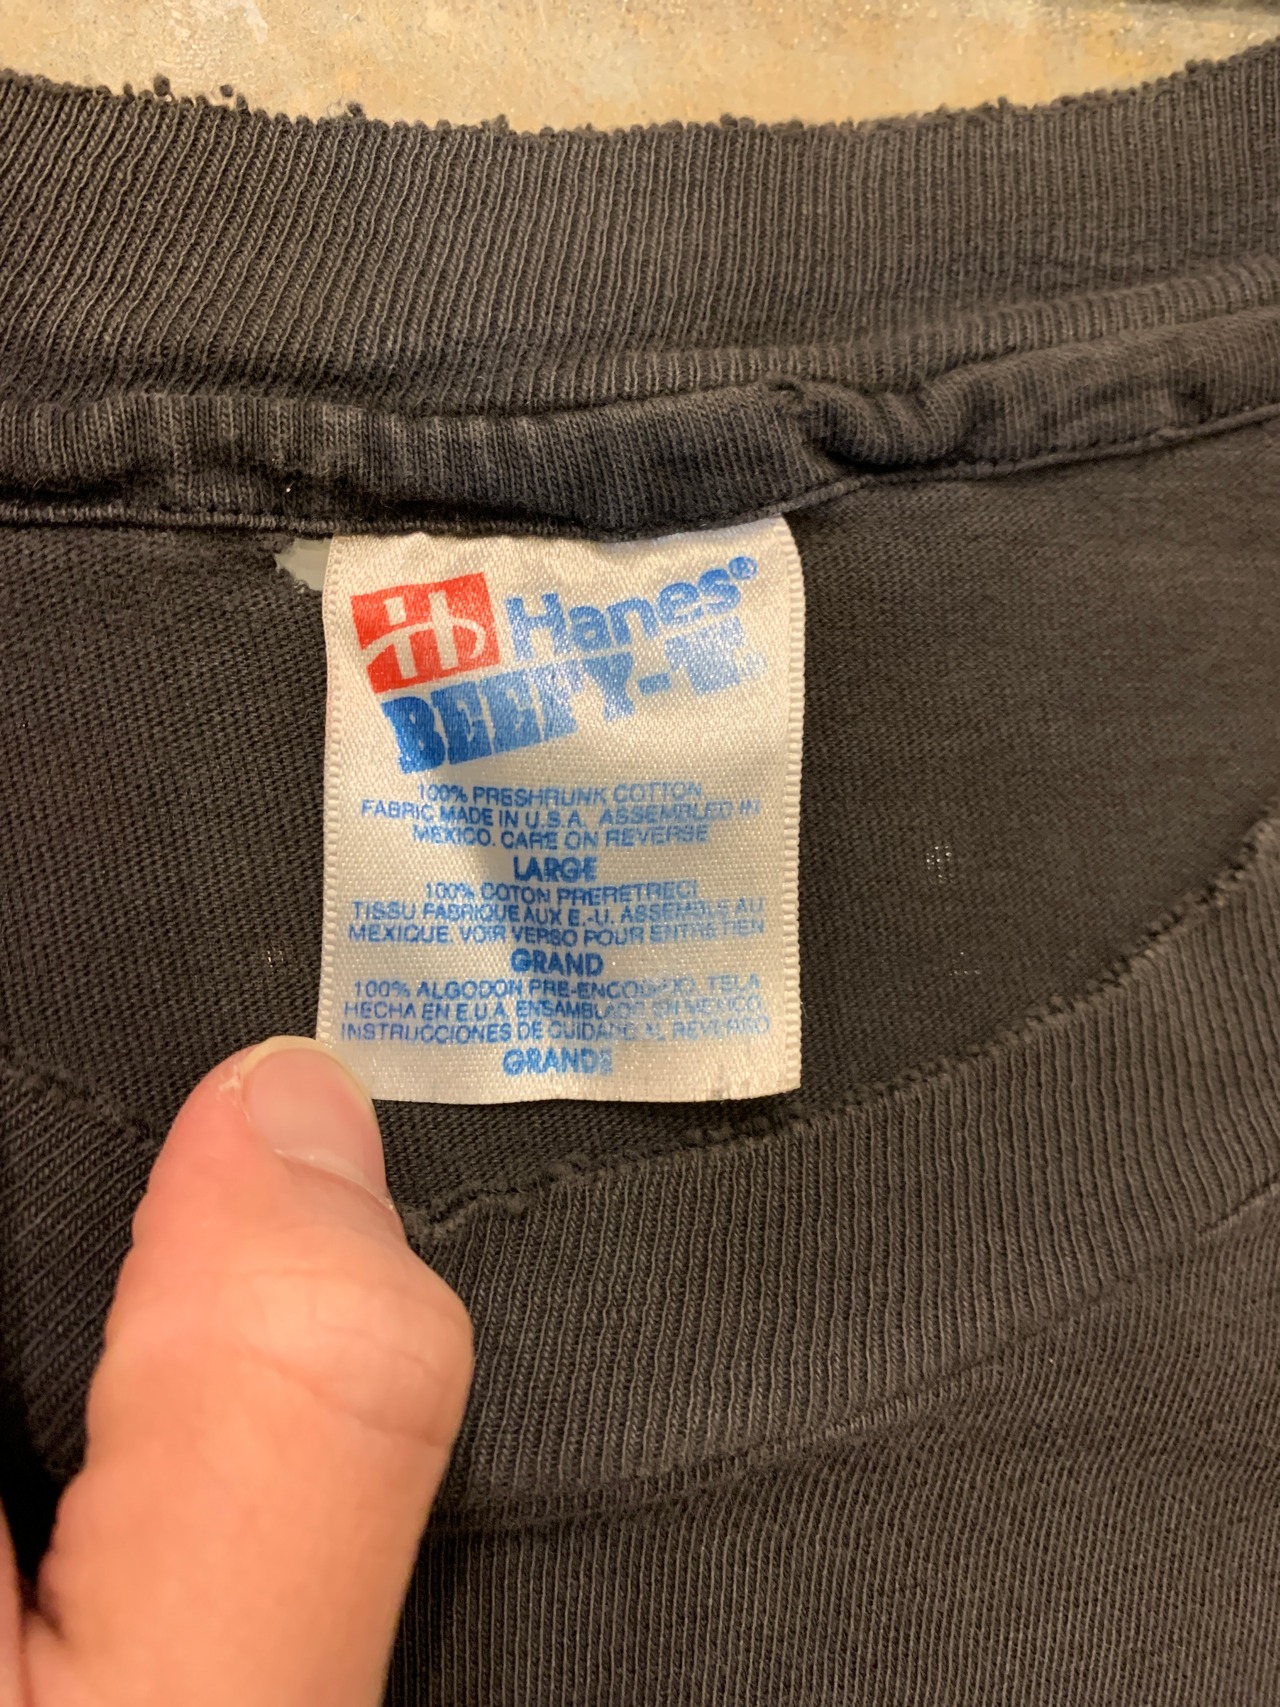 Hanes®
BEEFY-T®
100% PRESHRUNK COTTON
FABRIC MADE IN U.S.A. ASSEMBLED IN
MEXICO. CARE ON REVERSE
LARGE
100% COTON PRERETRECI
TISSU FABRIQUE AUX E.-U. ASSEMBLE AU
MEXIQUE. VOIR VERSO POUR ENTRETIEN
GRAND
100% ALGODON PRE-ENCOGIDO. TELA
HECHA EN E.U.A. ENSAMBLADO EN MEXICO.
INSTRUCCIONES DE CUIDADO AL REVERSO
GRANDE